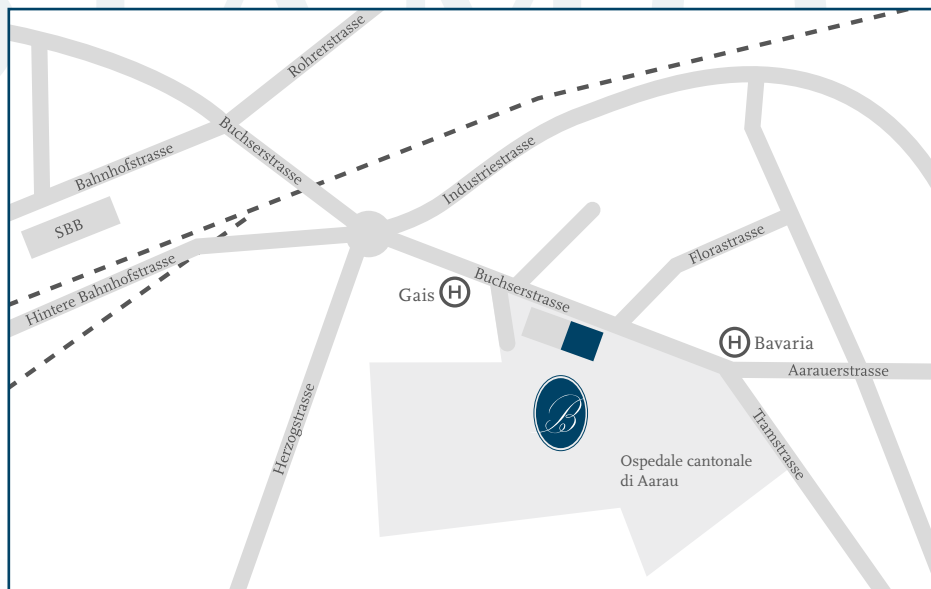 Rohrerstrasse
Buchserstrasse
Bahnhofstrasse
Industriestrasse
SBB
Hintere Bahnhofstrasse
Florastrasse
Buchserstrasse
Gais H
H Bavaria
Aarauerstrasse
Herzogstrasse
B
Tramstrasse
Ospedale cantonale
di Aarau